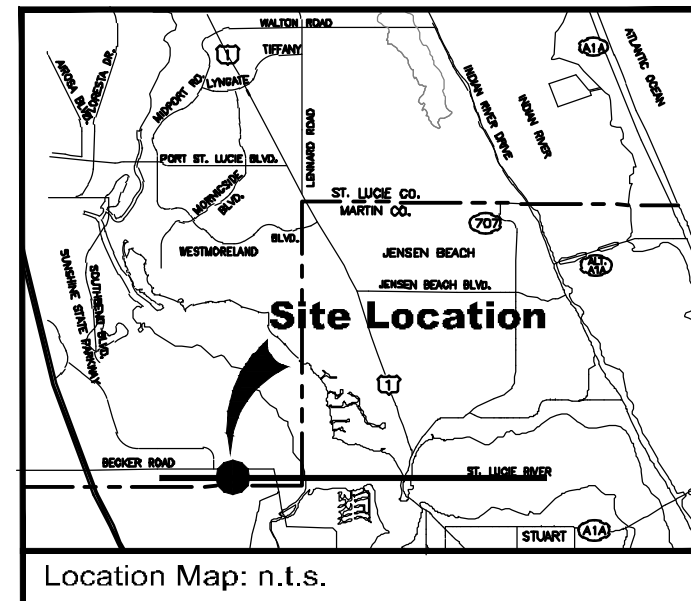 WALTON ROAD
TIFFANY
1
A1A
ATLANTIC OCEAN
AIROSA BLVD.
FLORESTA DR.
MIDPORT RD.
LYNGATE
INDIAN RIVER DRIVE
INDIAN RIVER
LENNARD ROAD
PORT ST. LUCIE BLVD.
MORNINGSIDE
BLVD.
ST. LUCIE CO.
MARTIN CO.
707
WESTMORELAND
BLVD.
JENSEN BEACH
ALT.
A1A
SUNSHINE STATE PARKWAY
SOUTHBEND BLVD.
JENSEN BEACH BLVD.
Site Location
1
BECKER ROAD
ST. LUCIE RIVER
STUART
A1A
Location Map: n.t.s.